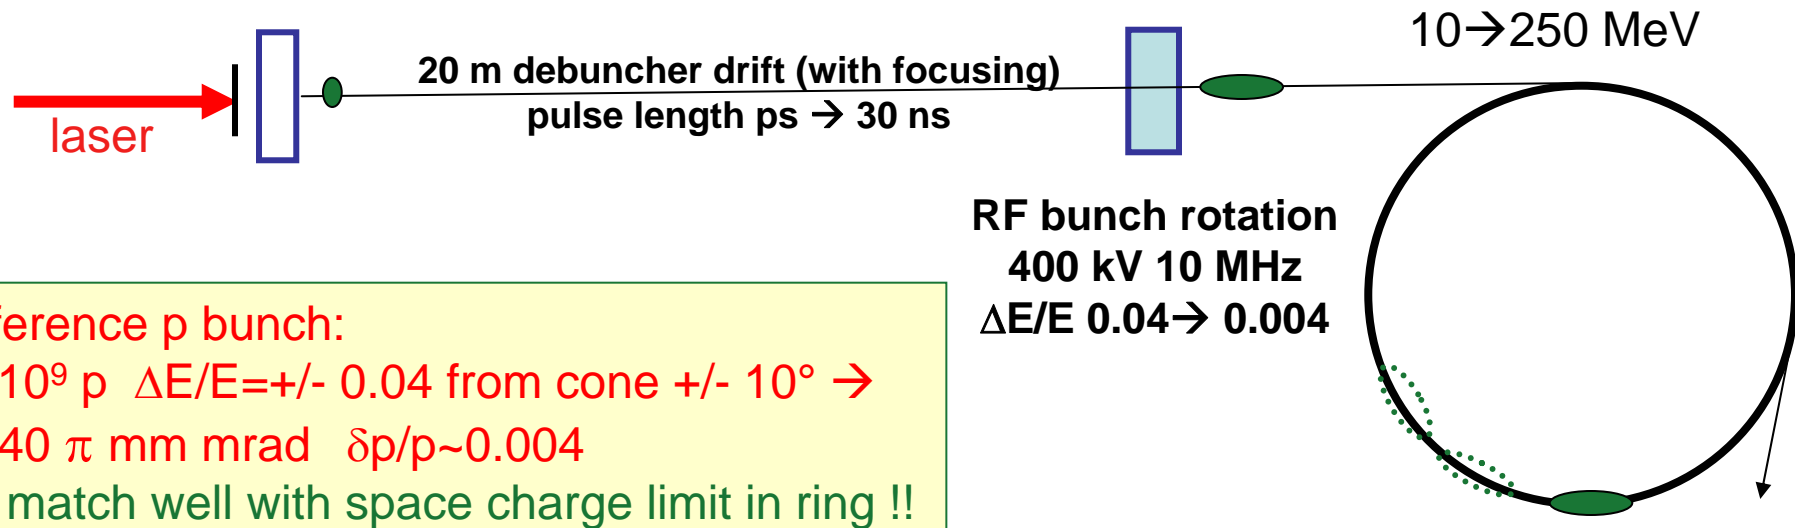 10→250 MeV
20 m debuncher drift (with focusing)
pulse length ps → 30 ns
laser
RF bunch rotation
400 kV 10 MHz
ΔE/E 0.04→ 0.004
ference p bunch:
10⁹ p ΔE/E=+/- 0.04 from cone +/- 10° →
40 π mm mrad δp/p~0.004
match well with space charge limit in ring !!